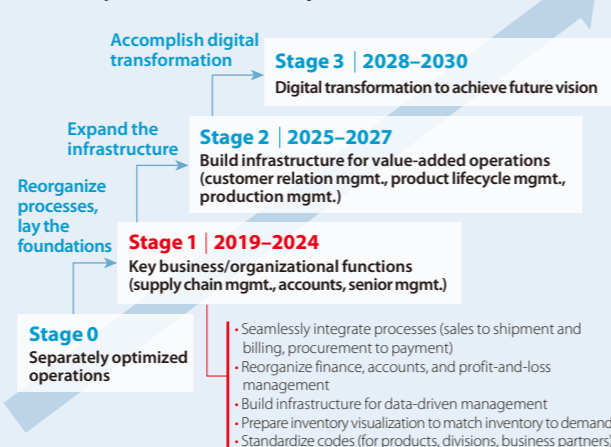 Accomplish digital
transformation
Stage 3 | 2028–2030
Digital transformation to achieve future vision
Expand the
infrastructure
Stage 2 | 2025–2027
Build infrastructure for value-added operations
(customer relation mgmt., product lifecycle mgmt.,
production mgmt.)
Reorganize
processes,
lay the
foundations
Stage 1 | 2019–2024
Key business/organizational functions
(supply chain mgmt., accounts, senior mgmt.)
Stage 0
Separately optimized
operations
• Seamlessly integrate processes (sales to shipment and
billing, procurement to payment)
• Reorganize finance, accounts, and profit-and-loss
management
• Build infrastructure for data-driven management
• Prepare inventory visualization to match inventory to demand
• Standardize codes (for products, divisions, business partners)